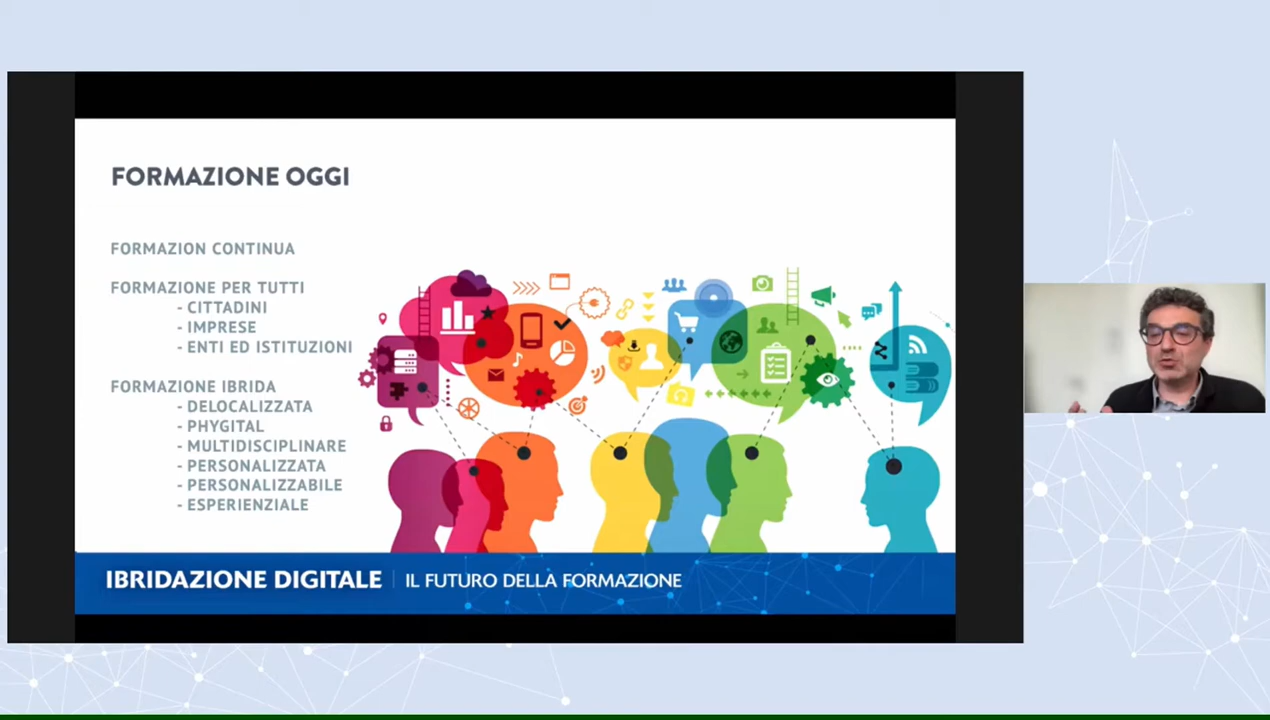 FORMAZIONE OGGI
FORMAZION CONTINUA
FORMAZIONE PER TUTTI
- CITTADINI
- IMPRESE
- ENTI ED ISTITUZIONI
FORMAZIONE IBRIDA
- DELOCALIZZATA
- PHYGITAL
- MULTIDISCIPLINARE
- PERSONALIZZATA
- PERSONALIZZABILE
- ESPERIENZIALE
IBRIDAZIONE DIGITALE | IL FUTURO DELLA FORMAZIONE